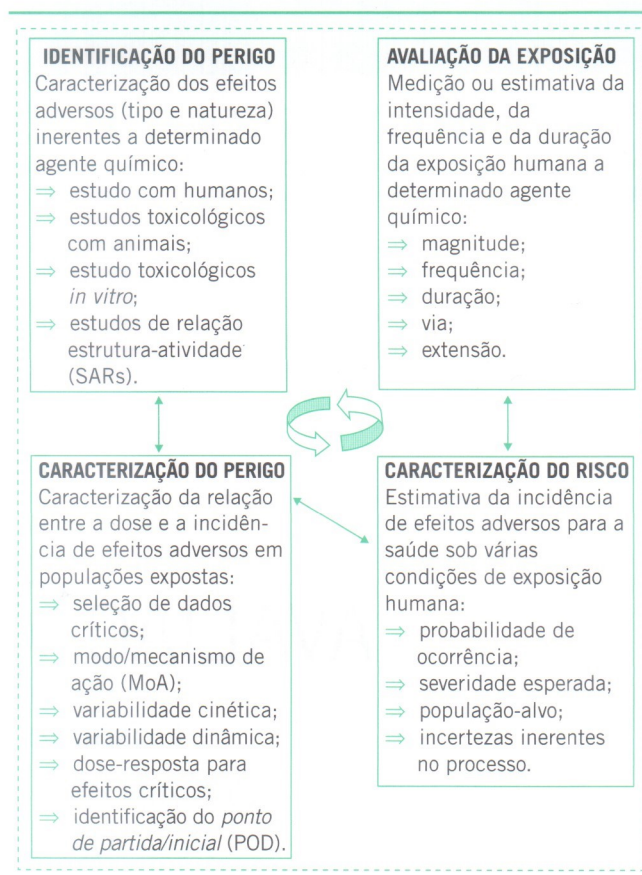 IDENTIFICAÇÃO DO PERIGO
Caracterização dos efeitos
adversos (tipo e natureza)
inerentes a determinado
agente químico:
⇒ estudo com humanos;
⇒ estudos toxicológicos
com animais;
⇒ estudo toxicológicos
in vitro;
⇒ estudos de relação
estrutura-atividade
(SARs).
AVALIAÇÃO DA EXPOSIÇÃO
Medição ou estimativa da
intensidade, da
frequência e da duração
da exposição humana a
determinado agente
químico:
⇒ magnitude;
⇒ frequência;
⇒ duração;
⇒ via;
⇒ extensão.
CARACTERIZAÇÃO DO PERIGO
Caracterização da relação
entre a dose e a incidên-
cia de efeitos adversos em
populações expostas:
⇒ seleção de dados
críticos;
⇒ modo/mecanismo de
ação (MoA);
⇒ variabilidade cinética;
⇒ variabilidade dinâmica;
⇒ dose-resposta para
efeitos críticos;
⇒ identificação do ponto
de partida/inicial (POD).
CARACTERIZAÇÃO DO RISCO
Estimativa da incidência
de efeitos adversos para a
saúde sob várias
condições de exposição
humana:
⇒ probabilidade de
ocorrência;
⇒ severidade esperada;
⇒ população-alvo;
⇒ incertezas inerentes
no processo.